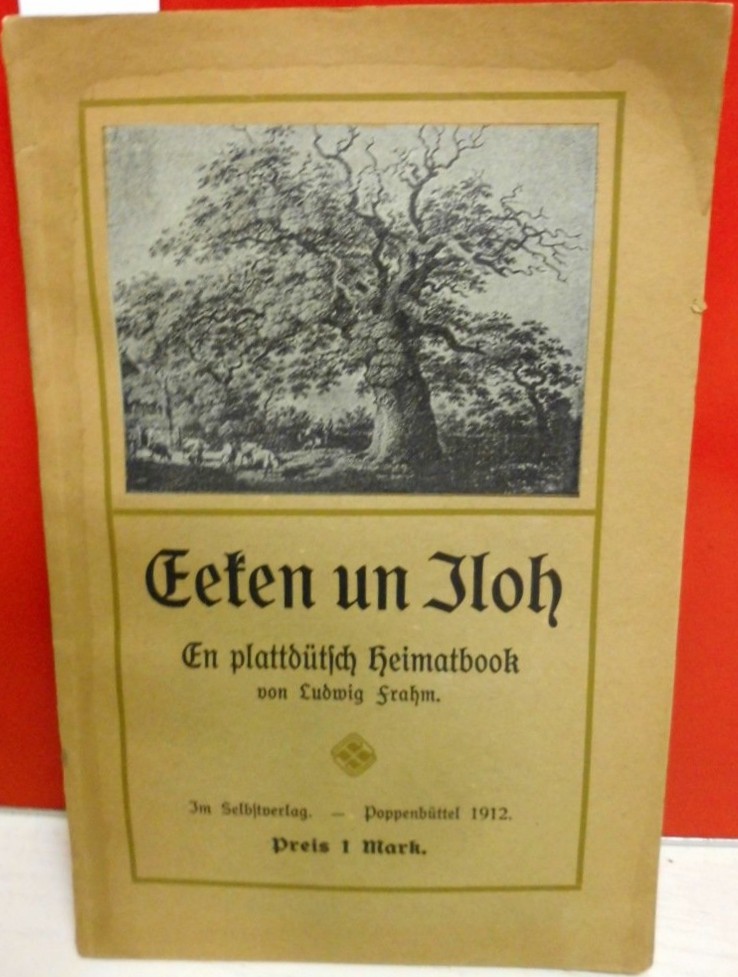 Eeken un Iloh
En plattdütsch Heimatbook
von Ludwig Frahm.
Im Selbstverlag. — Poppenbüttel 1912.
Preis 1 Mark.